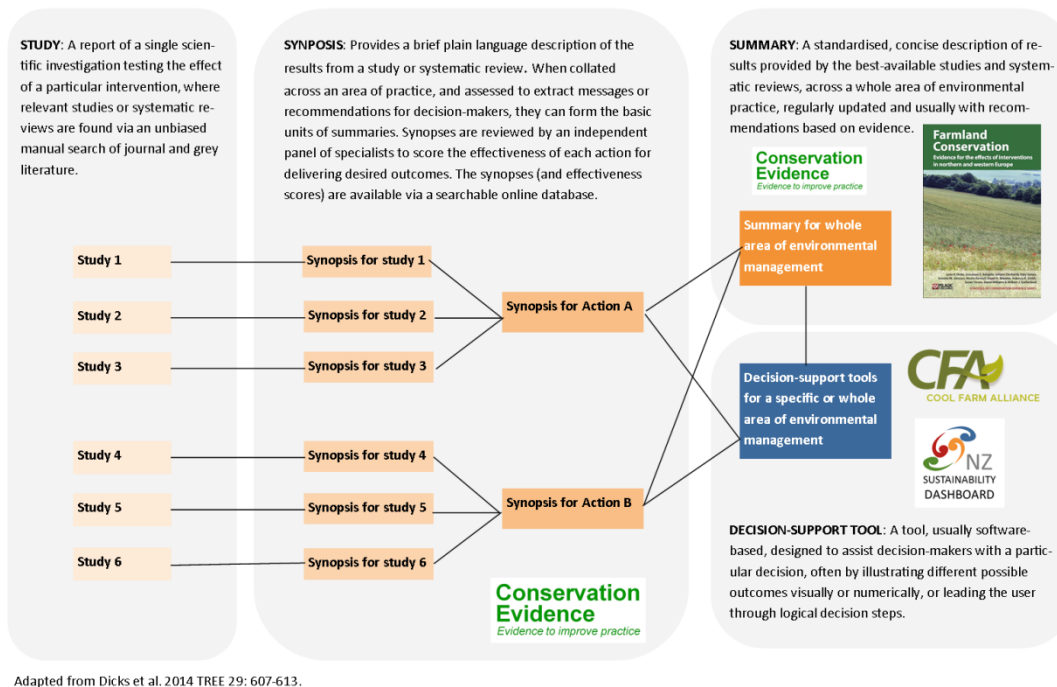 STUDY: A report of a single scien-
tific investigation testing the effect
of a particular intervention, where
relevant studies or systematic re-
views are found via an unbiased
manual search of journal and grey
literature.
SYNPOSIS: Provides a brief plain language description of the
results from a study or systematic review. When collated
across an area of practice, and assessed to extract messages or
recommendations for decision-makers, they can form the basic
units of summaries. Synopses are reviewed by an independent
panel of specialists to score the effectiveness of each action for
delivering desired outcomes. The synopses (and effectiveness
scores) are available via a searchable online database.
SUMMARY: A standardised, concise description of re-
sults provided by the best-available studies and system-
atic reviews, across a whole area of environmental
practice, regularly updated and usually with recom-
mendations based on evidence.
Conservation
Evidence
Evidence to improve practice
Farmland
Conservation
Evidence for the effects of interventions
in northern and western Europe
Study 1
Study 2
Study 3
Study 4
Study 5
Study 6
Synopsis for study 1
Synopsis for study 2
Synopsis for study 3
Synopsis for study 4
Synopsis for study 5
Synopsis for study 6
Synopsis for Action A
Synopsis for Action B
Conservation
Evidence
Evidence to improve practice
Summary for whole
area of environmental
management
Decision-support tools
for a specific or whole
area of environmental
management
CFA
COOL FARM ALLIANCE
NZ
SUSTAINABILITY
DASHBOARD
DECISION-SUPPORT TOOL: A tool, usually software-
based, designed to assist decision-makers with a partic-
ular decision, often by illustrating different possible
outcomes visually or numerically, or leading the user
through logical decision steps.
Adapted from Dicks et al. 2014 TREE 29: 607-613.